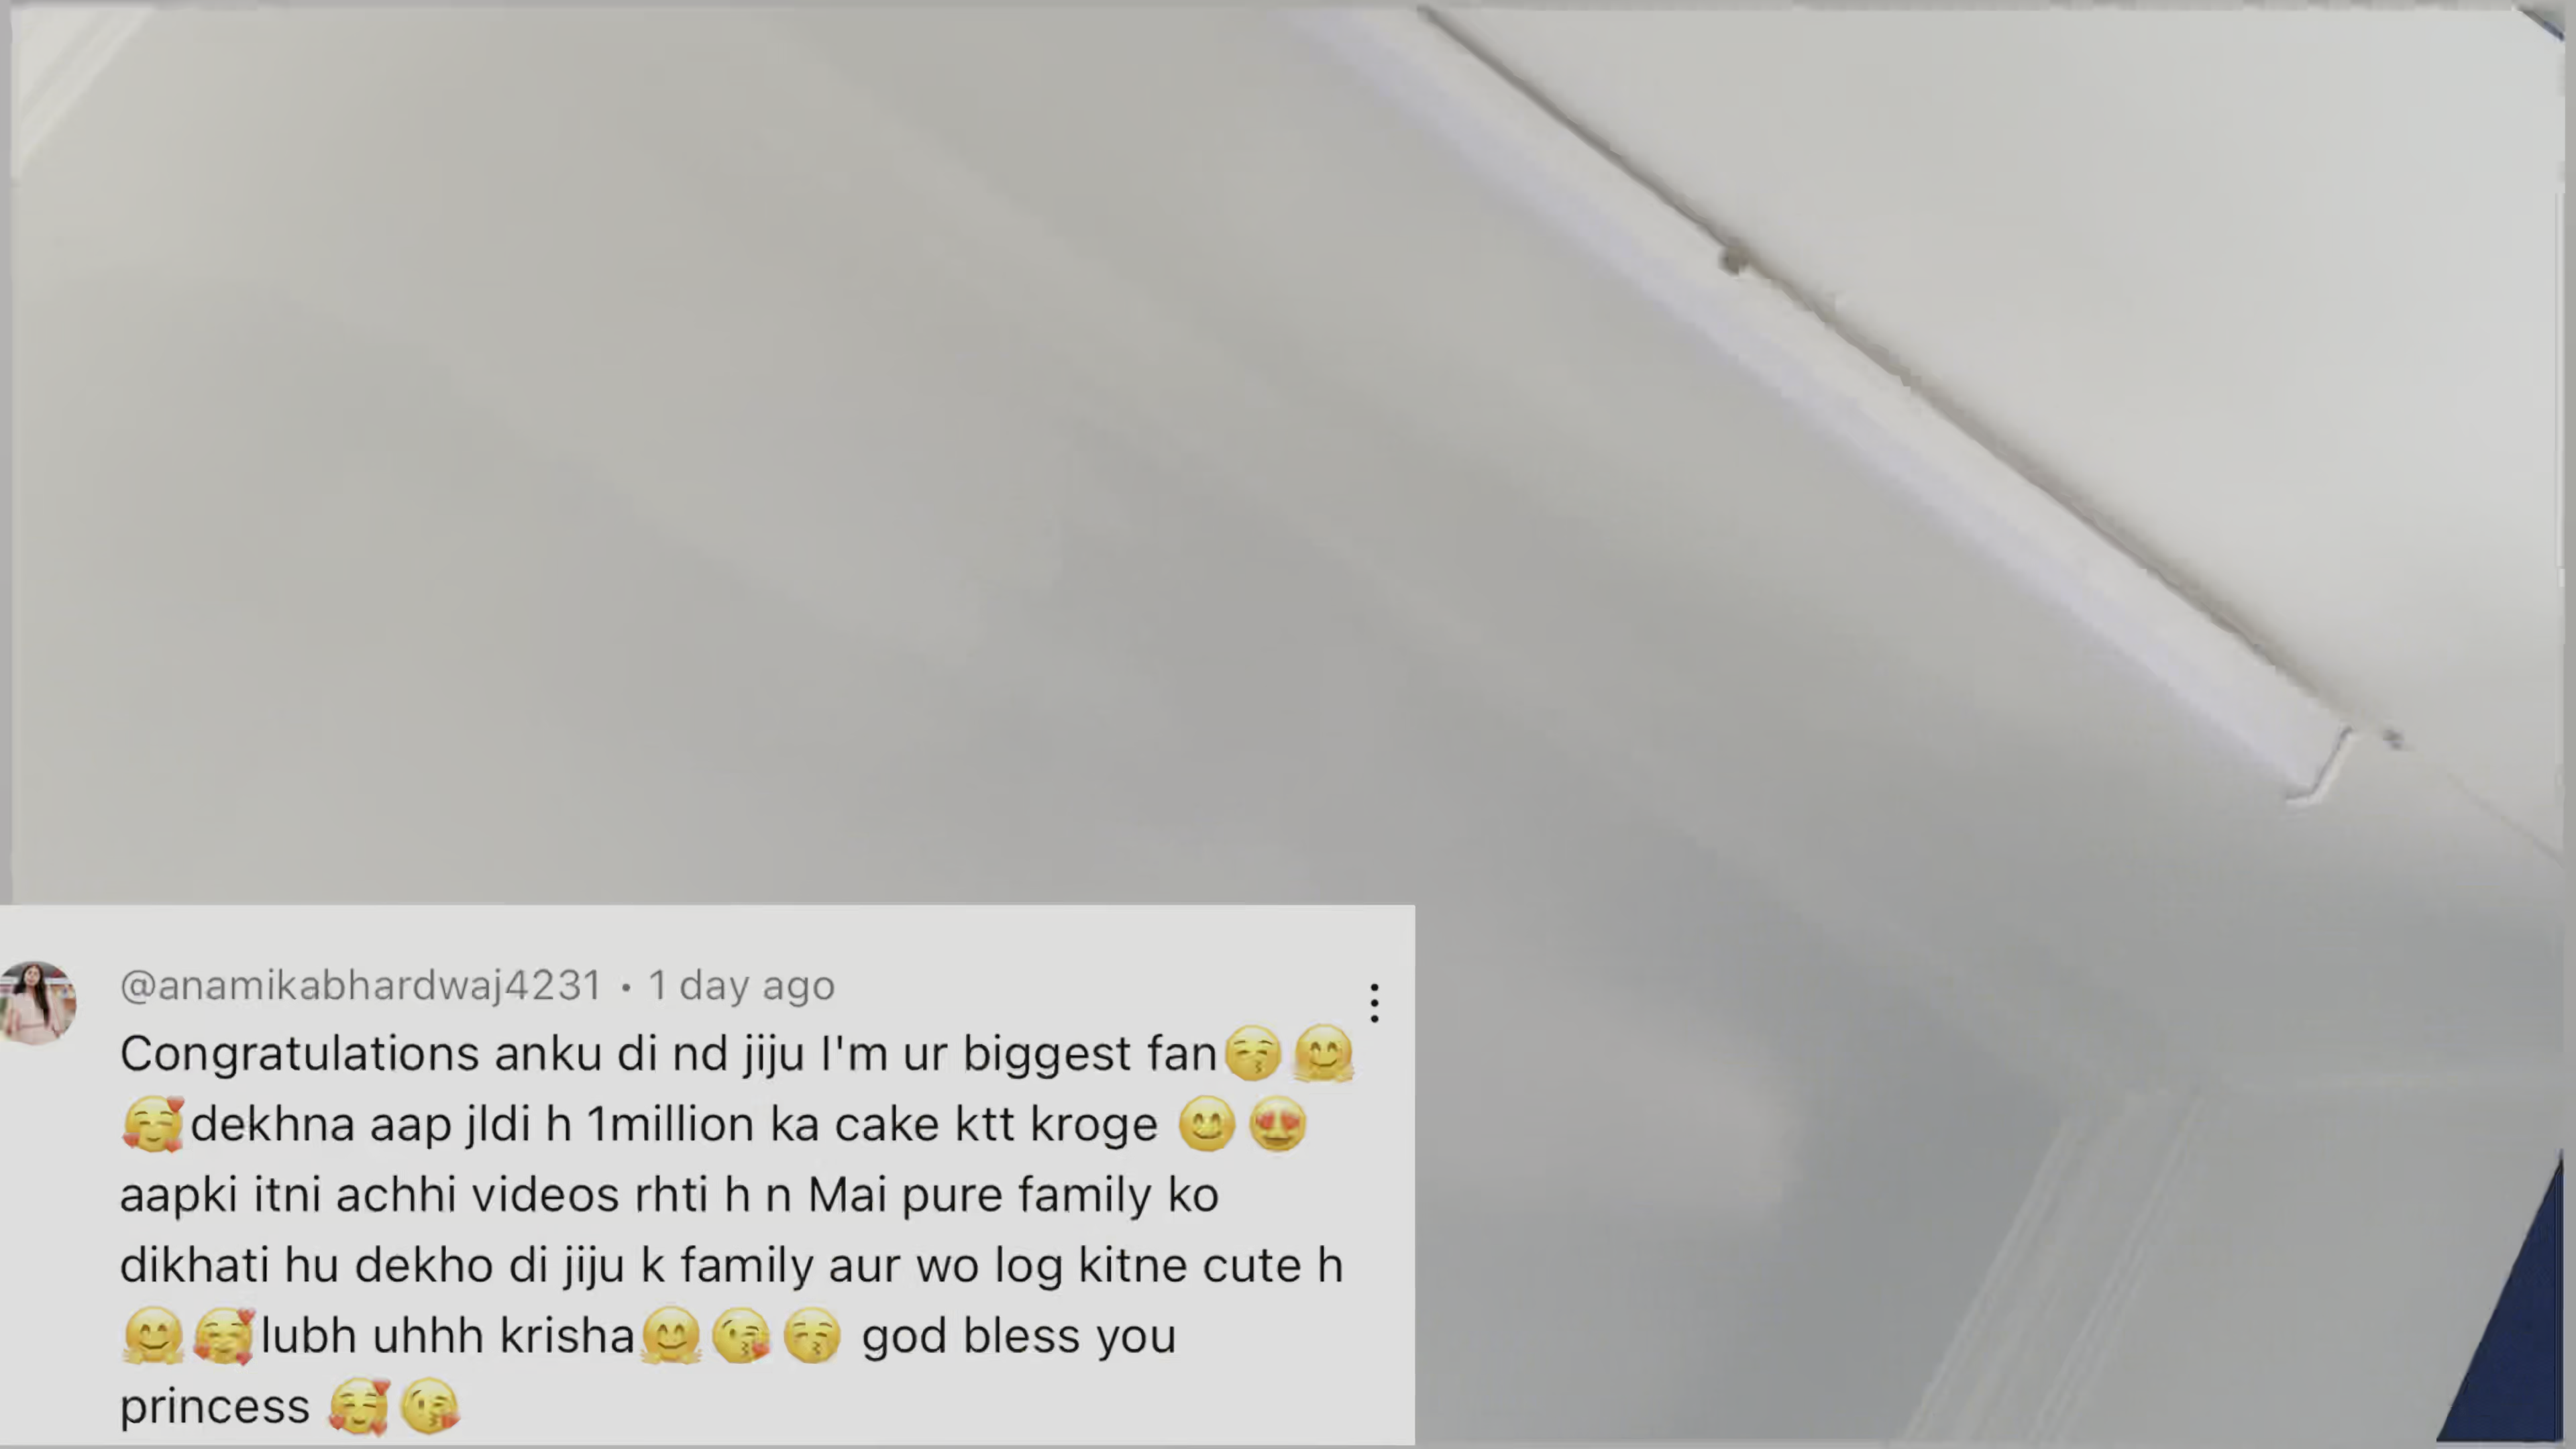 @anamikabhardwaj4231 • 1 day ago
Congratulations anku di nd jiju I'm ur biggest fan😚🤗
🥰dekhna aap jldi h 1million ka cake ktt kroge 😊😍
aapki itni achhi videos rhti h n Mai pure family ko
dikhati hu dekho di jiju k family aur wo log kitne cute h
🤗🥰lubh uhhh krisha🤗😘😚 god bless you
princess 🥰😘